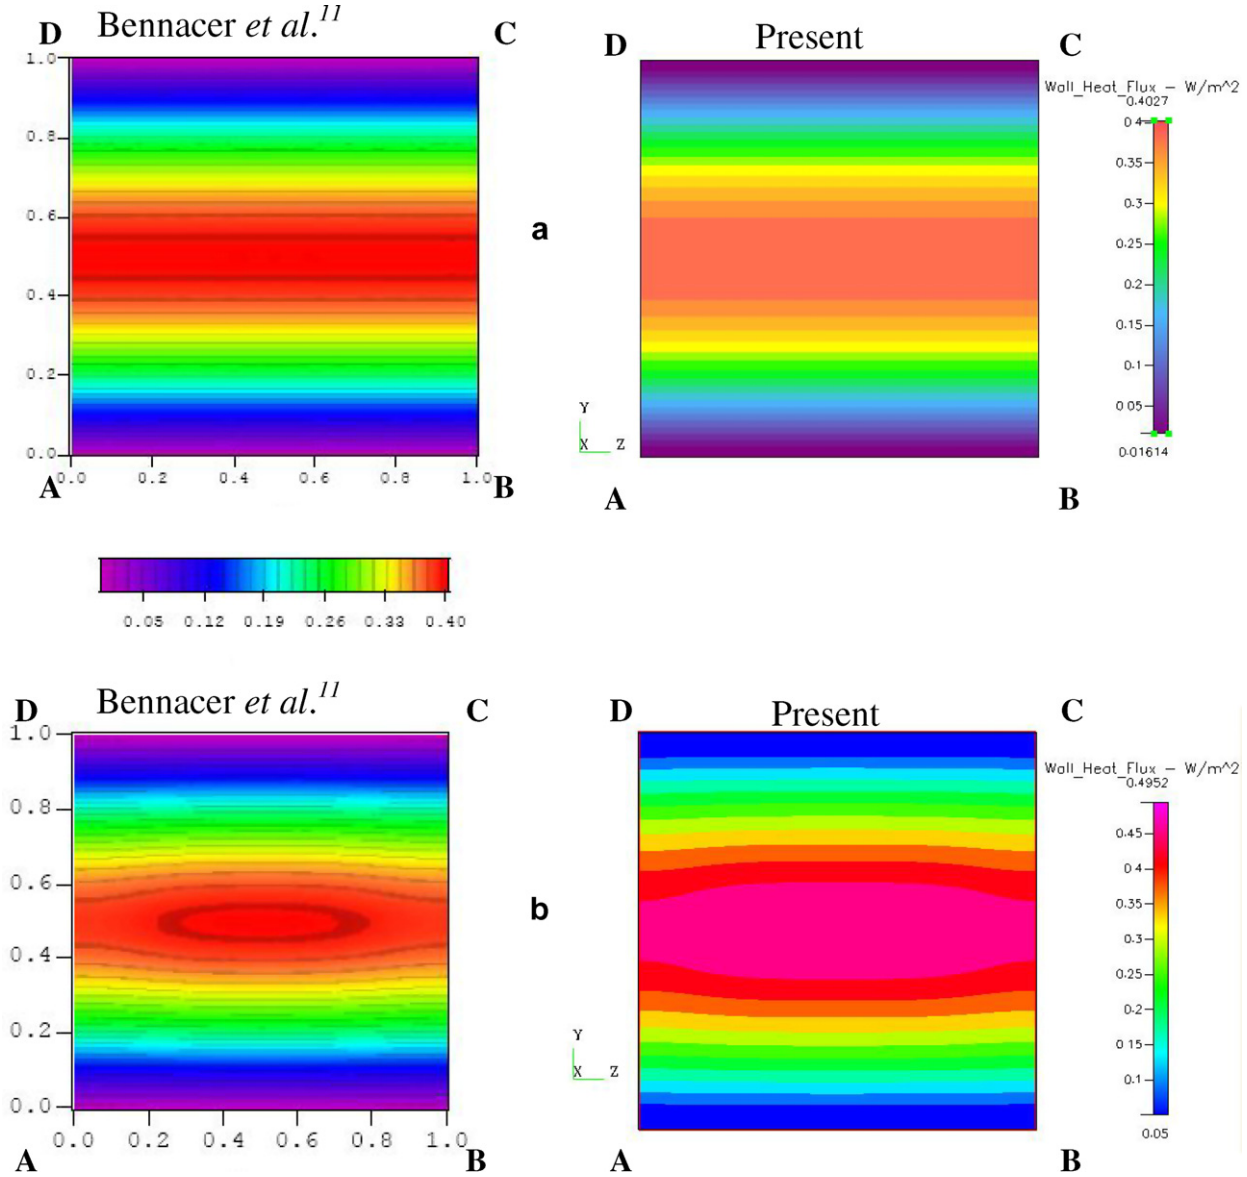 Bennacer et al.11
D
C
1.0
0.8
0.6
0.4
0.2
0.0
0.0 0.2 0.4 0.6 0.8 1.0
A
B
a
Present
D
C
Wall_Heat_Flux – W/m^2
0.4027
0 4
0.35
0.3
0.25
0.2
0.15
0.1
0 05
0.01614
Y
X Z
A
B
0.05 0.12 0.19 0.26 0.33 0.40
Bennacer et al.11
D
C
1.0
0.8
0.6
0.4
0.2
0.0
0.0 0.2 0.4 0.6 0.8 1.0
A
B
b
Present
D
C
Wall_Heat_Flux – W/m^2
0.4952
0.45
0.4
0.35
0.3
0.25
0.2
0.15
0.1
0.05
Y
X Z
A
B